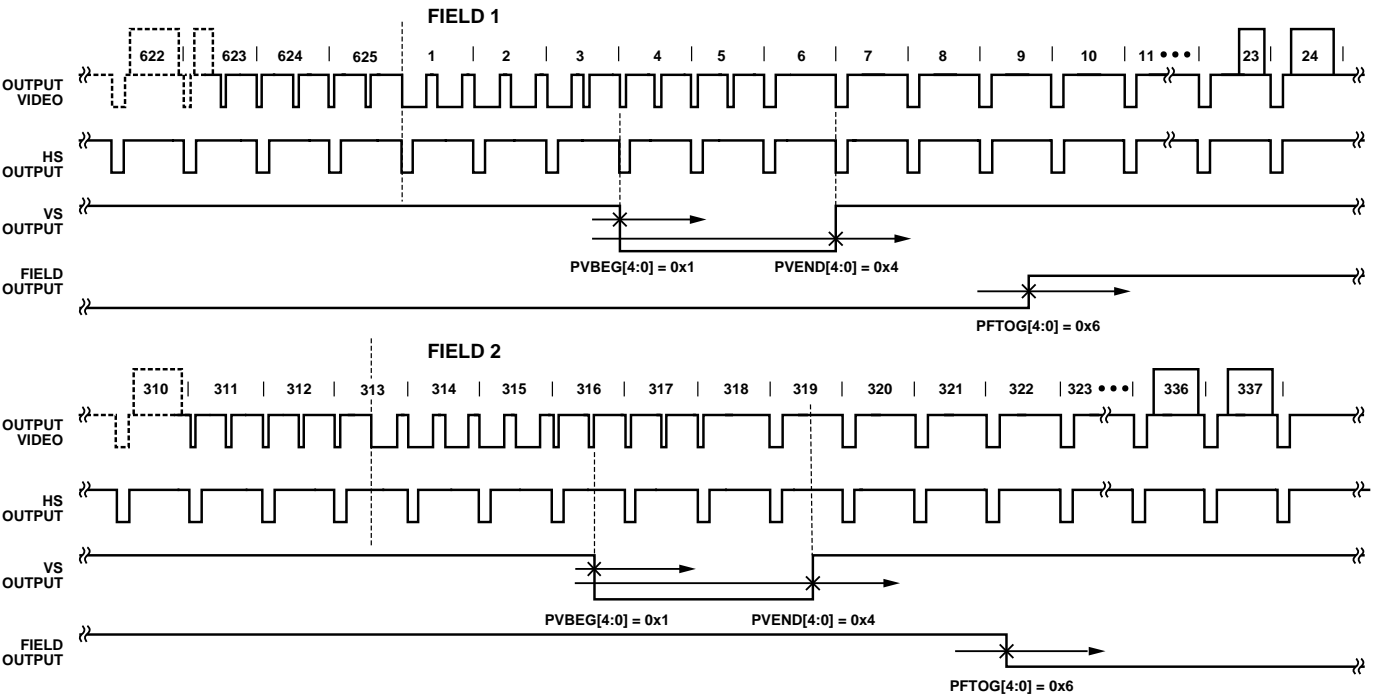 FIELD 1
622 623 624 625 1 2 3 4 5 6 7 8 9 10 11 ••• 23 24
OUTPUT
VIDEO
HS
OUTPUT
VS
OUTPUT
PVBEG[4:0] = 0x1 PVEND[4:0] = 0x4
FIELD
OUTPUT
PFTOG[4:0] = 0x6
FIELD 2
310 311 312 313 314 315 316 317 318 319 320 321 322 323 ••• 336 337
OUTPUT
VIDEO
HS
OUTPUT
VS
OUTPUT
PVBEG[4:0] = 0x1 PVEND[4:0] = 0x4
FIELD
OUTPUT
PFTOG[4:0] = 0x6